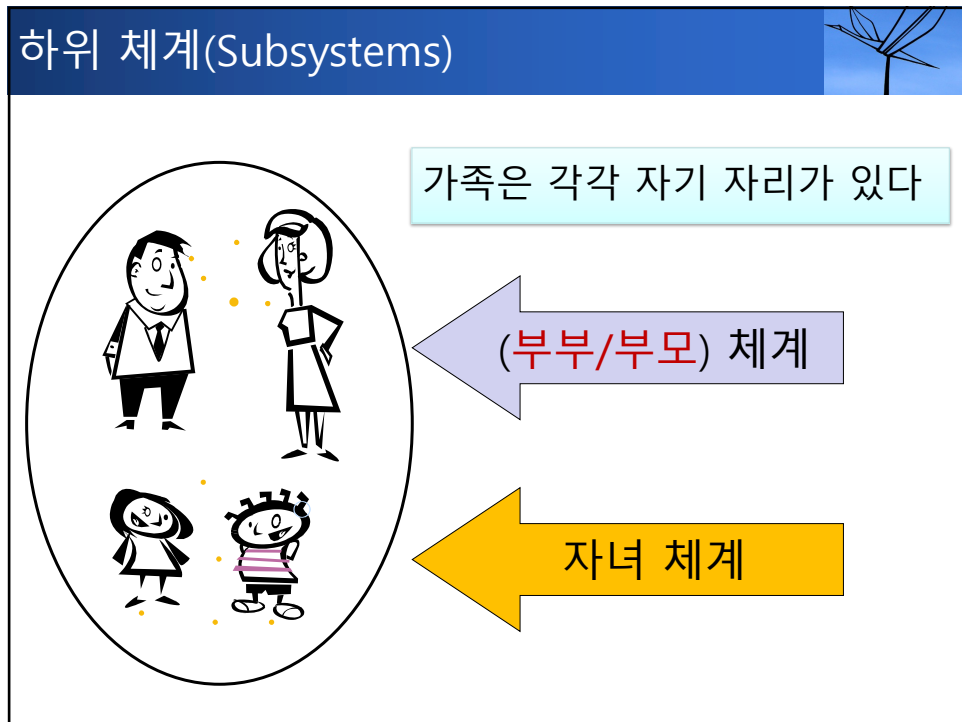 하위 체계(Subsystems)
가족은 각각 자기 자리가 있다
(부부/부모) 체계
자녀 체계